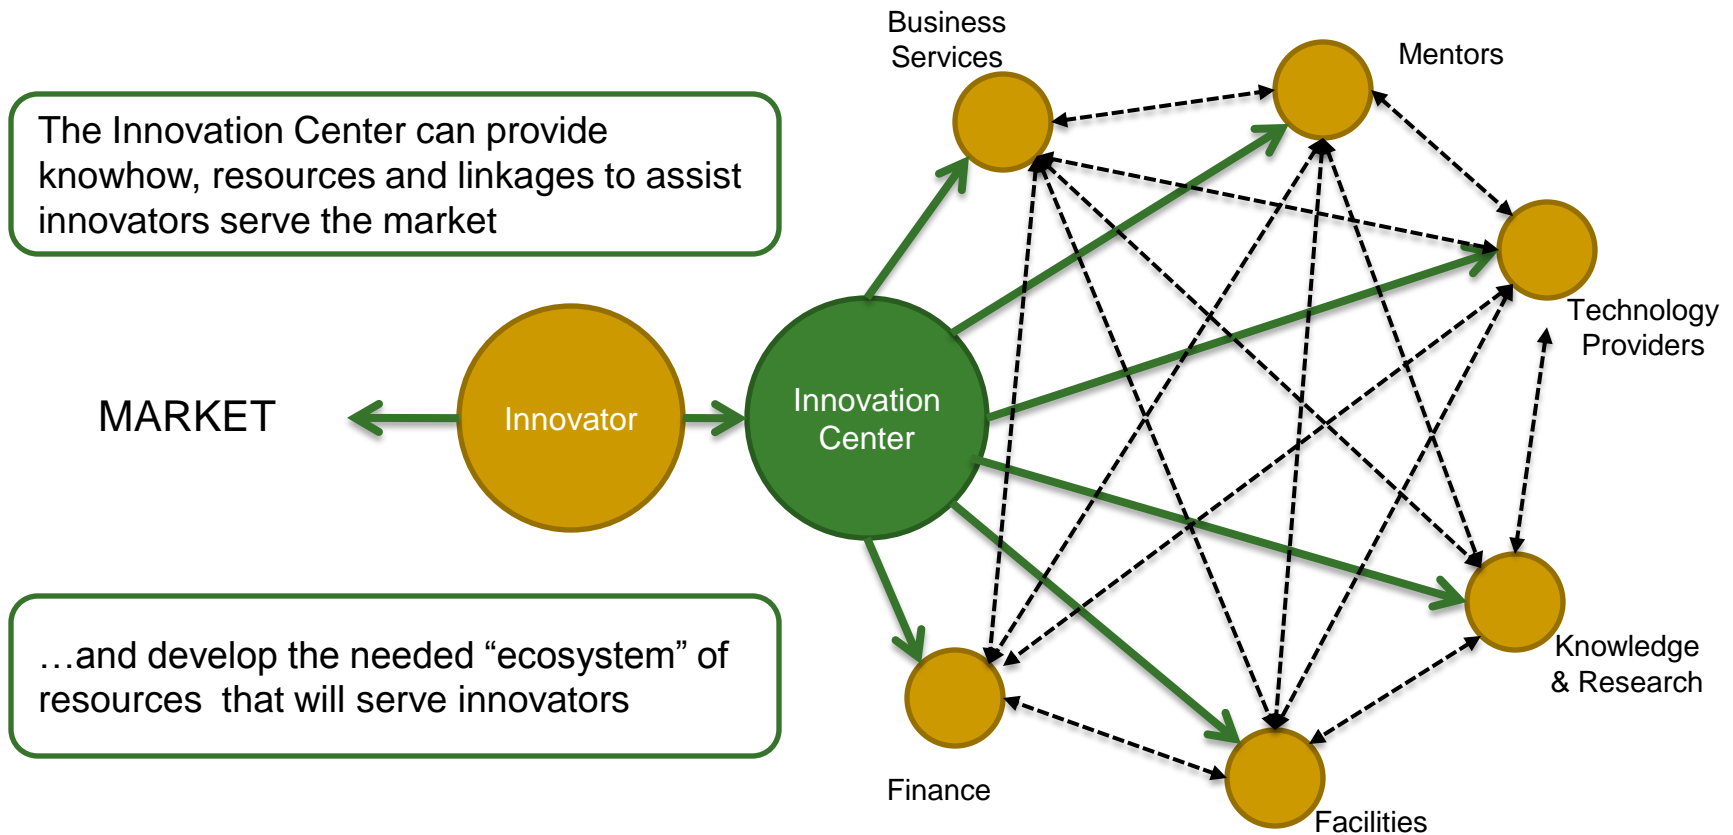 Business
Services
Mentors
The Innovation Center can provide
knowhow, resources and linkages to assist
innovators serve the market
Technology
Providers
MARKET
Innovator
Innovation
Center
…and develop the needed “ecosystem” of
resources  that will serve innovators
Knowledge
& Research
Finance
Facilities